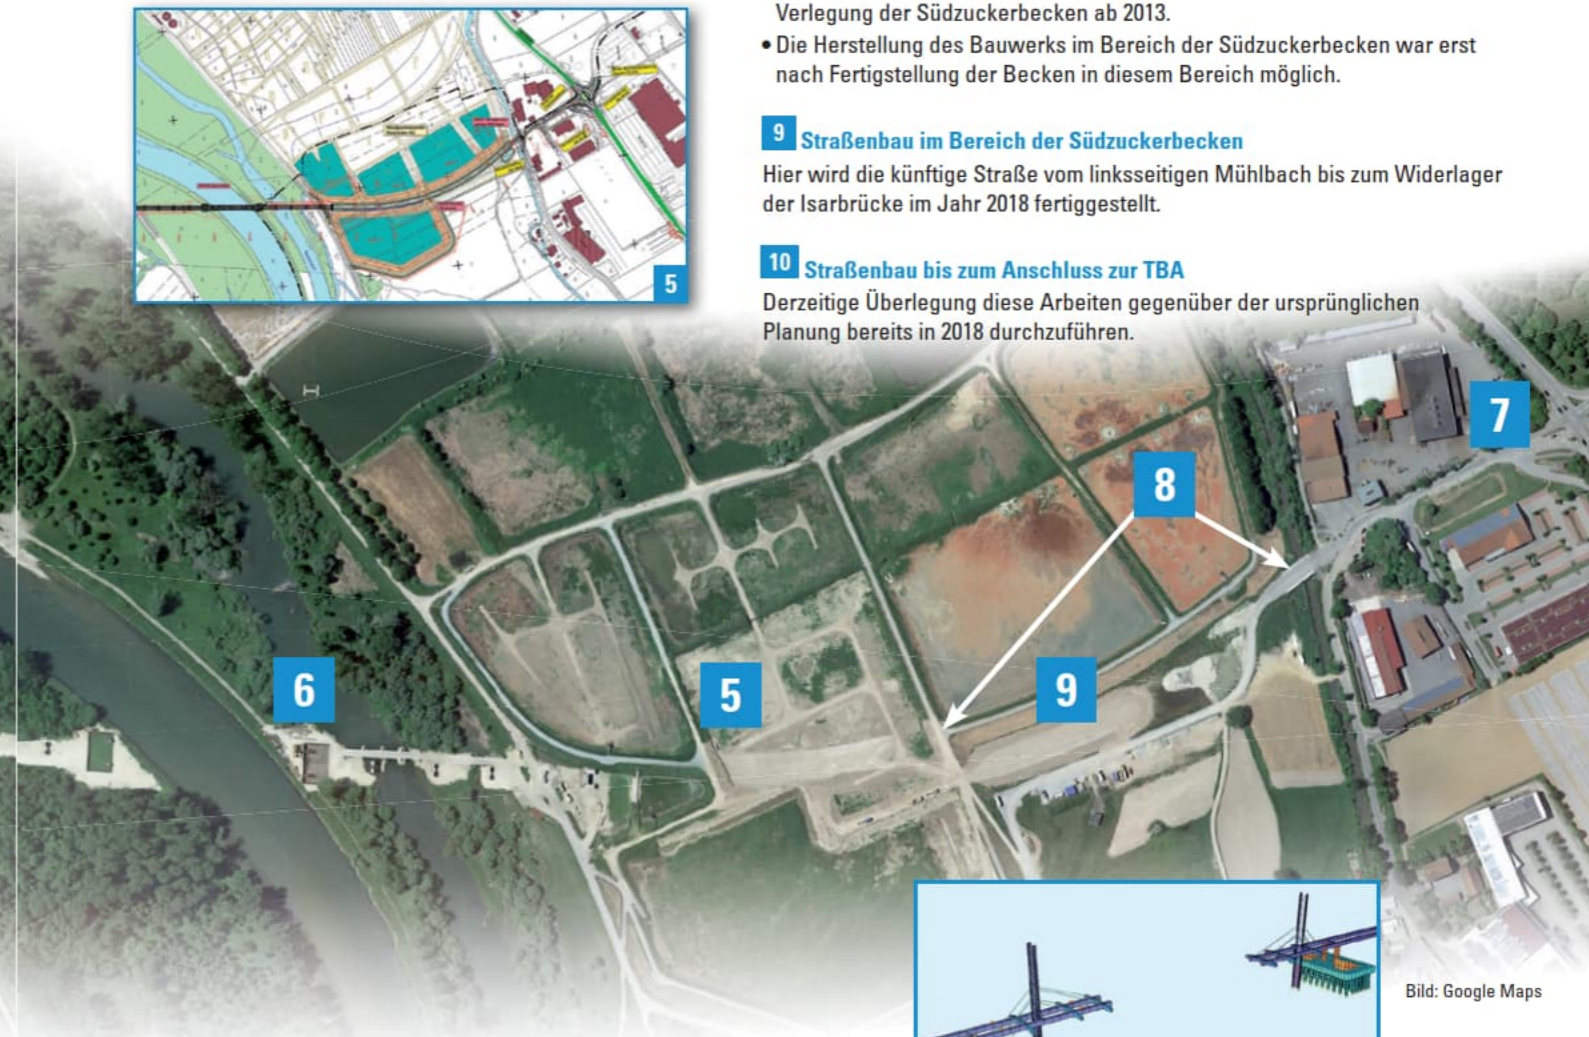 Verlegung der Südzuckerbecken ab 2013.
• Die Herstellung des Bauwerks im Bereich der Südzuckerbecken war erst
nach Fertigstellung der Becken in diesem Bereich möglich.
9 Straßenbau im Bereich der Südzuckerbecken
Hier wird die künftige Straße vom linksseitigen Mühlbach bis zum Widerlager
der Isarbrücke im Jahr 2018 fertiggestellt.
10 Straßenbau bis zum Anschluss zur TBA
Derzeitige Überlegung diese Arbeiten gegenüber der ursprünglichen
Planung bereits in 2018 durchzuführen.
5
7
8
6
5
9
Bild: Google Maps